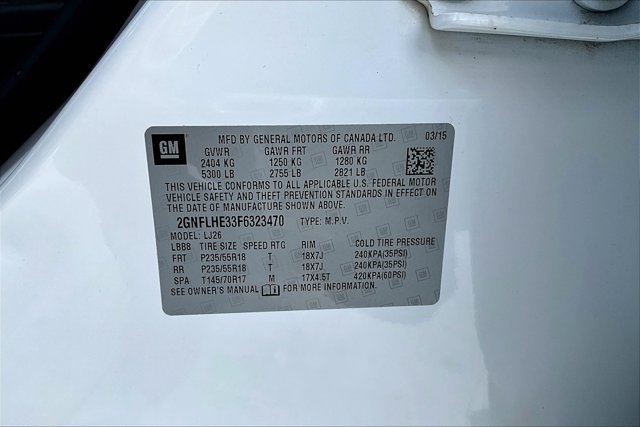 GM
MFD BY GENERAL MOTORS OF CANADA LTD. 03/15
GVWR GAWR FRT GAWR RR
2404 KG 1250 KG 1280 KG
5300 LB 2755 LB 2821 LB
THIS VEHICLE CONFORMS TO ALL APPLICABLE U.S. FEDERAL MOTOR
VEHICLE SAFETY AND THEFT PREVENTION STANDARDS IN EFFECT ON
THE DATE OF MANUFACTURE SHOWN ABOVE.
2GNFLHE33F6323470 TYPE: M.P.V.
MODEL: LJ26
LBB8 TIRE SIZE SPEED RTG RIM COLD TIRE PRESSURE
FRT P235/55R18 T 18X7J 240KPA(35PSI)
RR P235/55R18 T 18X7J 240KPA(35PSI)
SPA T145/70R17 M 17X4.5T 420KPA(60PSI)
SEE OWNER'S MANUAL FOR MORE INFORMATION.